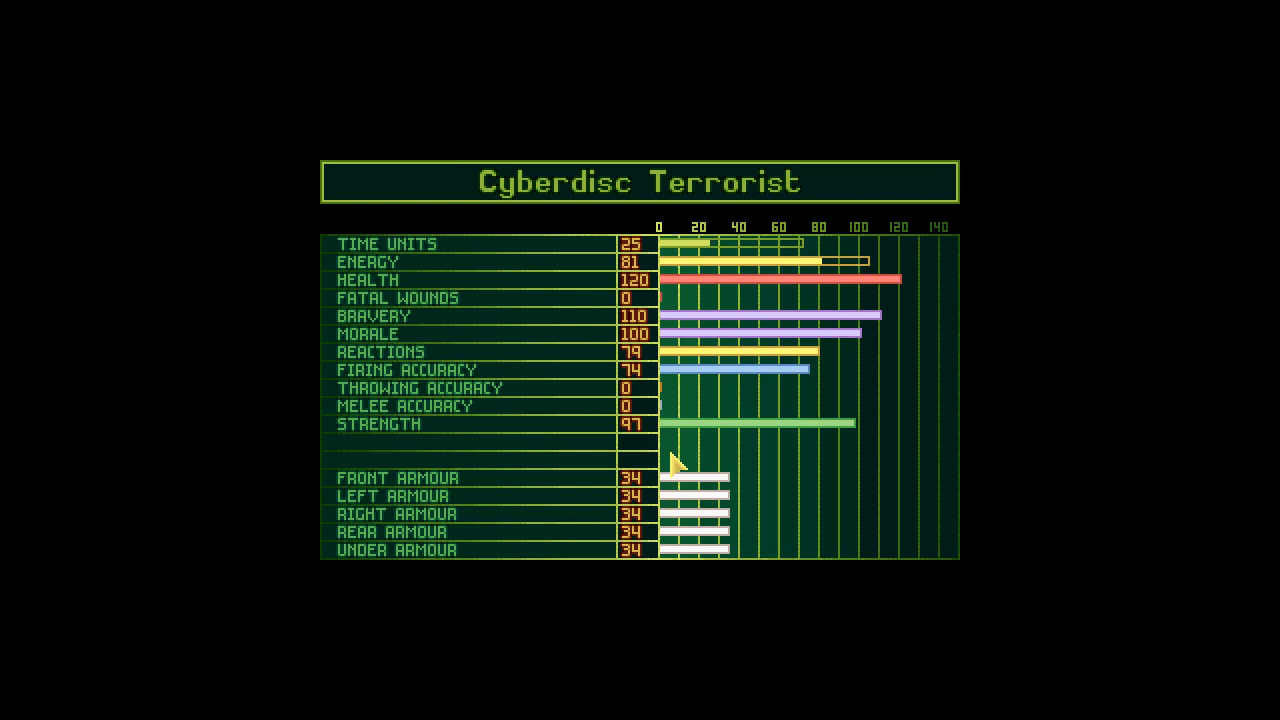 Cyberdisc Terrorist
0 20 40 60 80 100 120 140
TIME UNITS 25
ENERGY 81
HEALTH 120
FATAL WOUNDS 0
BRAVERY 110
MORALE 100
REACTIONS 79
FIRING ACCURACY 74
THROWING ACCURACY 0
MELEE ACCURACY 0
STRENGTH 97
FRONT ARMOUR 34
LEFT ARMOUR 34
RIGHT ARMOUR 34
REAR ARMOUR 34
UNDER ARMOUR 34